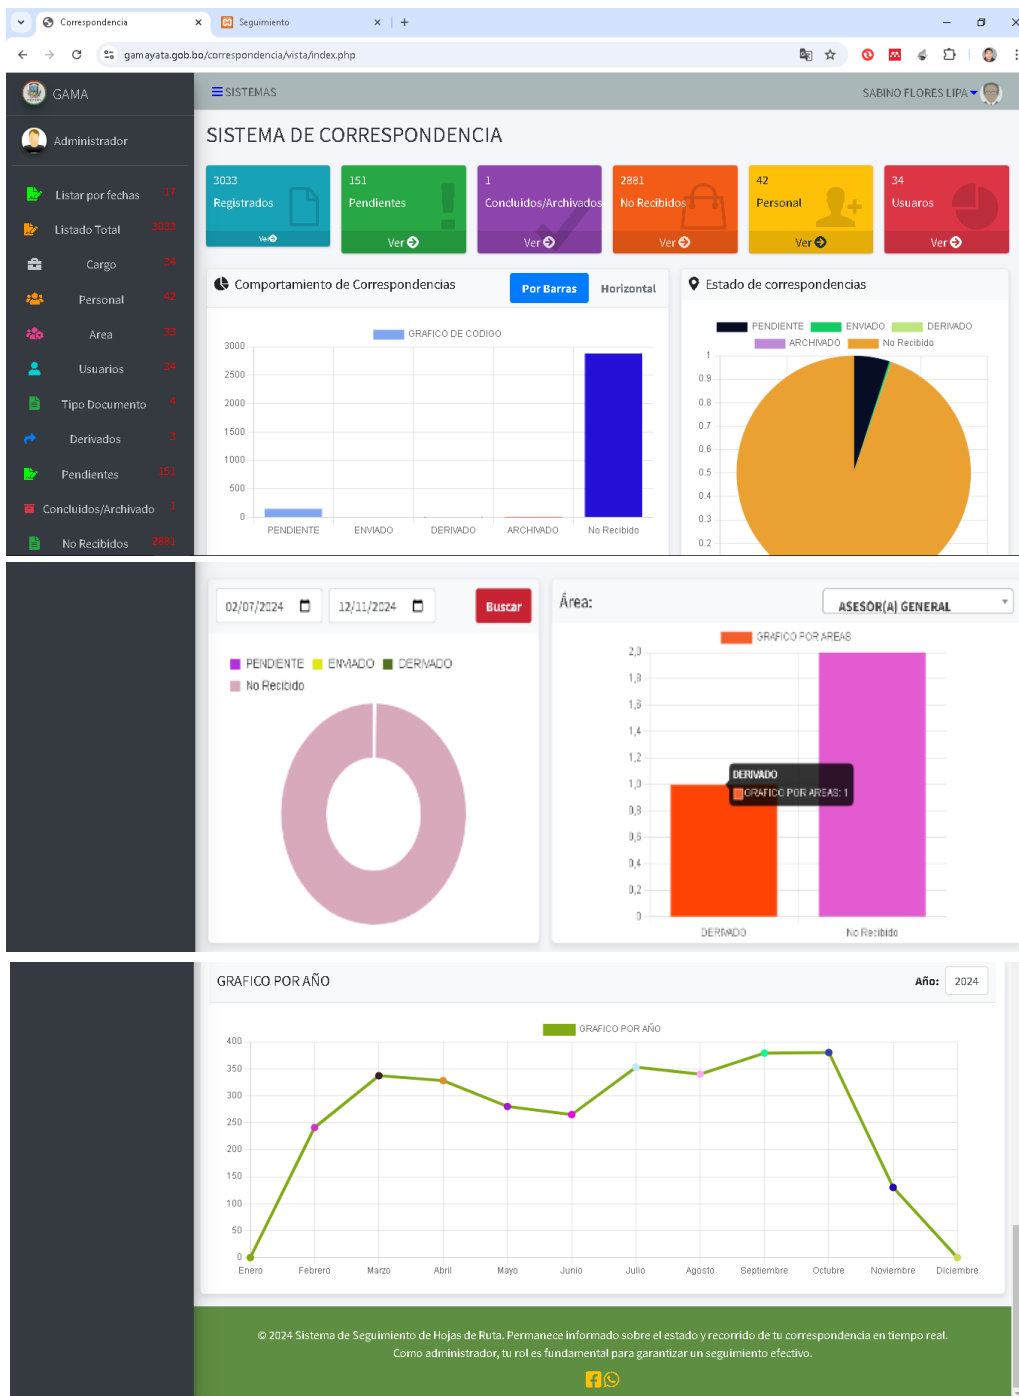 Correspondencia
Seguimiento
gamayata.gob.bo/correspondencia/vista/index.php
GAMA
SISTEMAS
SABINO FLORES LIPA
Administrador
SISTEMA DE CORRESPONDENCIA
3033
Registrados
Ver
151
Pendientes
Ver
1
Concluidos/Archivados
Ver
2881
No Recibidos
Ver
42
Personal
Ver
34
Usuaros
Ver
Listar por fechas 17
Listado Total 3033
Cargo 34
Personal 42
Area 33
Usuarios 34
Tipo Documento 4
Derivados 3
Pendientes 151
Concluidos/Archivado 1
No Recibidos 2881
Comportamiento de Correspondencias
Por Barras Horizontal
GRAFICO DE CODIGO
3000
2500
2000
1500
1000
500
0
PENDIENTE ENVIADO DERIVADO ARCHIVADO No Recibido
Estado de correspondencias
PENDIENTE ENVIADO DERIVADO
ARCHIVADO No Recibido
1
0.9
0.8
0.7
0.6
0.5
0.4
0.3
0.2
02/07/2024 12/11/2024 Buscar
PENDIENTE ENVIADO DERIVADO
No Recibido
Área: ASESOR(A) GENERAL
GRAFICO POR AREAS
2,0
1,8
1,6
1,4
1,2
1,0
0,8
0,6
0,4
0,2
0
DERIVADO
GRAFICO POR AREAS: 1
DERIVADO No Recibido
GRAFICO POR AÑO
Año: 2024
GRAFICO POR AÑO
400
350
300
250
200
150
100
50
0
Enero Febrero Marzo Abril Mayo Junio Julio Agosto Septiembre Octubre Noviembre Diciembre
© 2024 Sistema de Seguimiento de Hojas de Ruta. Permanece informado sobre el estado y recorrido de tu correspondencia en tiempo real.
Como administrador, tu rol es fundamental para garantizar un seguimiento efectivo.